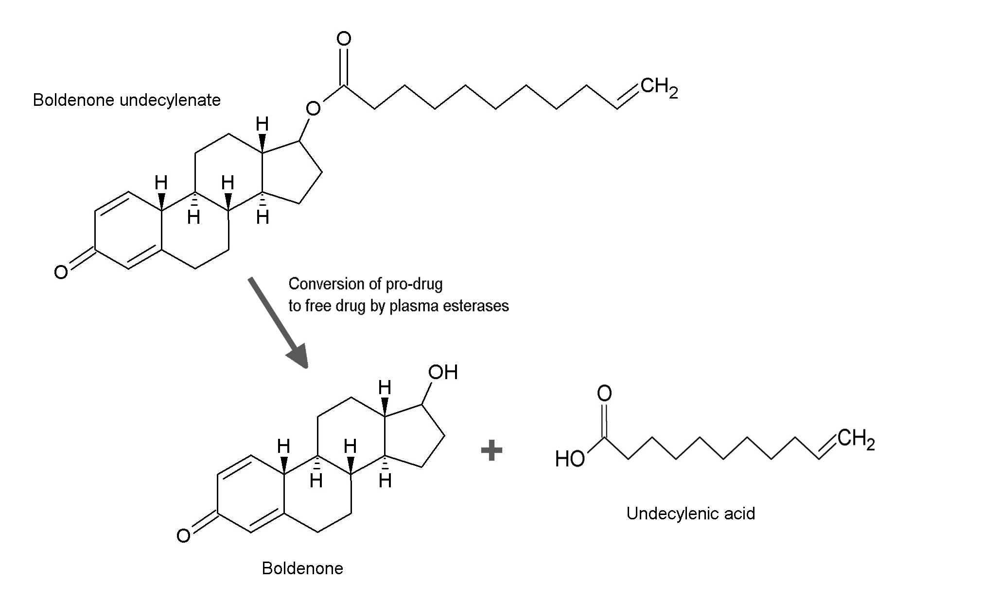 O
CH2
Boldenone undecylenate
O
H
H
H
H
H
O
Conversion of pro-drug
to free drug by plasma esterases
OH
H
O
H
H
CH2
HO
H
H
Undecylenic acid
O
Boldenone